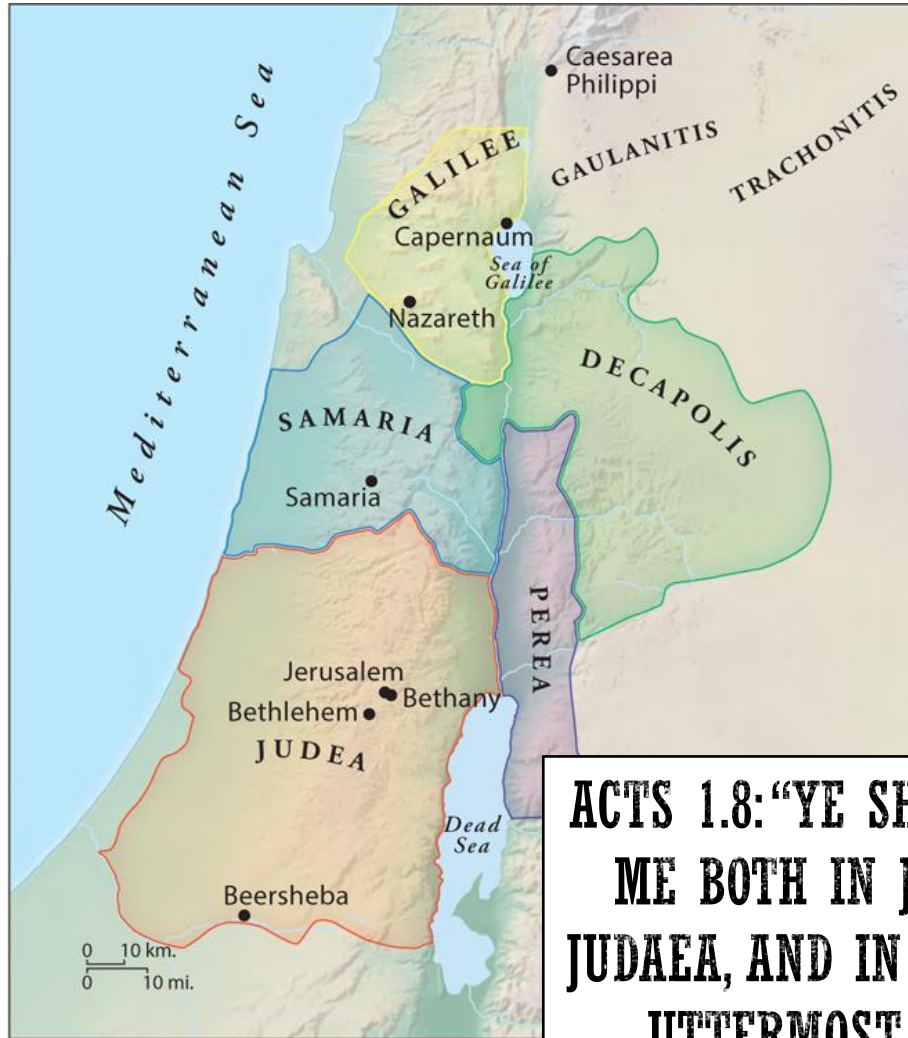 Mediterranean Sea
Caesarea
Philippi
GAULANITIS
TRACHONITIS
GALILEE
Capernaum
Sea of
Galilee
Nazareth
DECAPOLIS
SAMARIA
Samaria
PEREA
Jerusalem
Bethany
Bethlehem
JUDEA
Dead
Sea
Beersheba
0 10 km.
0 10 mi.
ACTS 1.8: “YE
ME BOTH IN
JUDAEA, AND IN
UTTERMOST